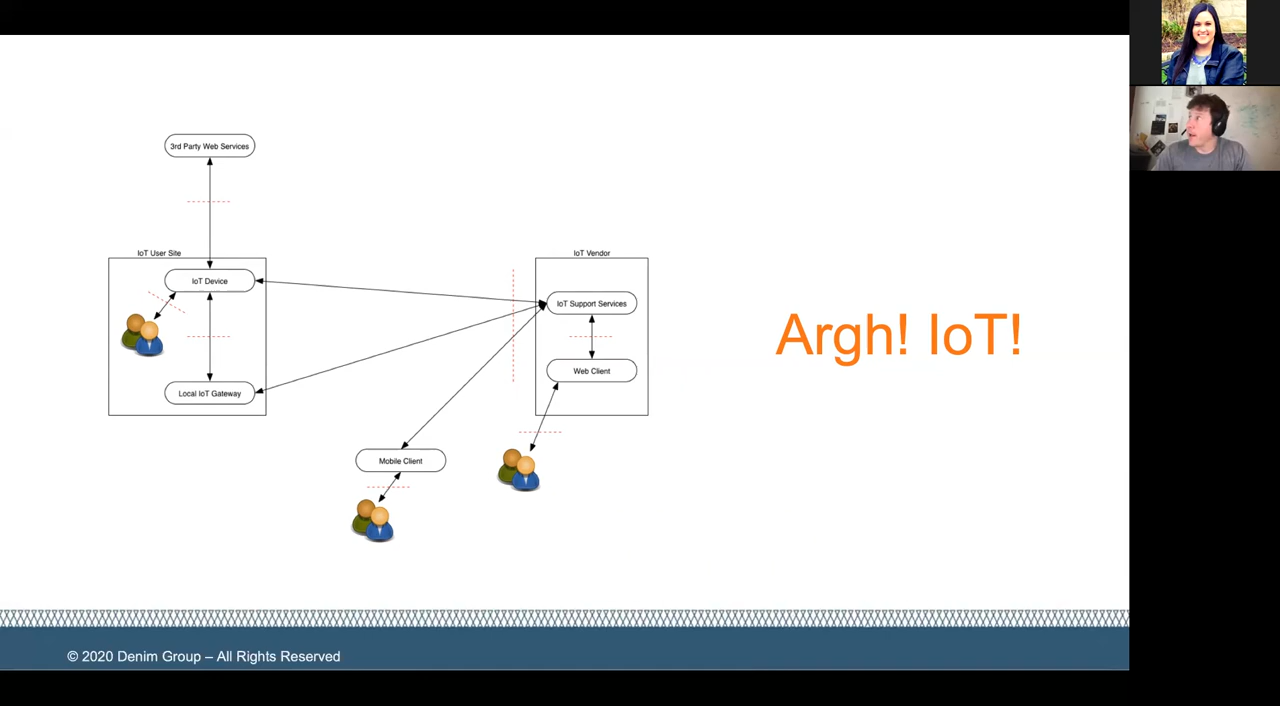 3rd Party Web Services
IoT User Site
IoT Vendor
IoT Device
IoT Support Services
Argh! IoT!
Web Client
Local IoT Gateway
Mobile Client
© 2020 Denim Group – All Rights Reserved